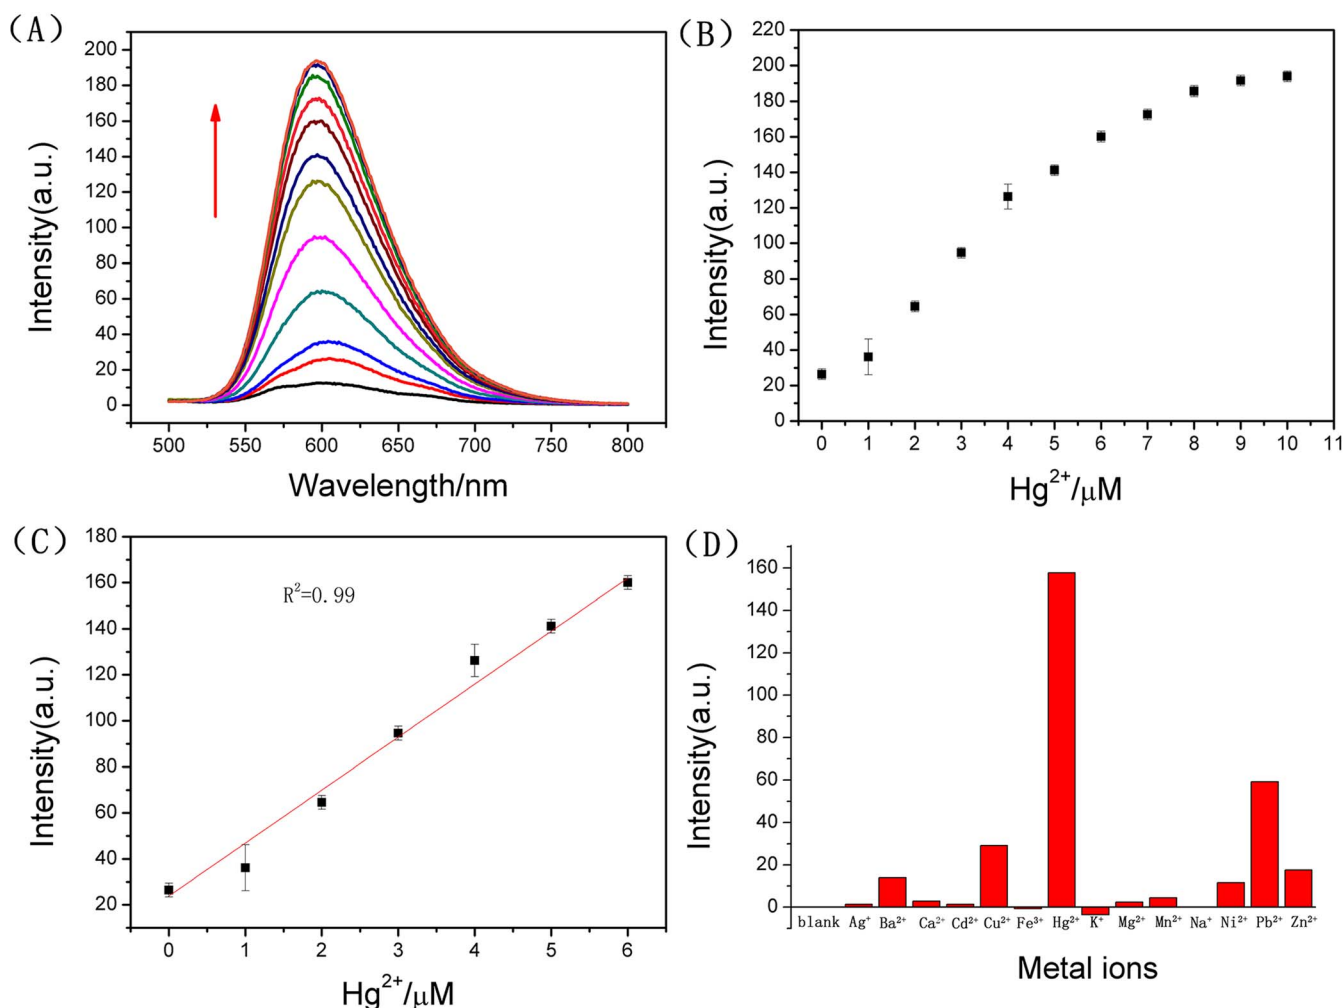 (A)
Intensity(a.u.)
200
180
160
140
120
100
80
60
40
20
0
500 550 600 650 700 750 800
Wavelength/nm
(B)
Intensity(a.u.)
220
200
180
160
140
120
100
80
60
40
20
0
0 1 2 3 4 5 6 7 8 9 10 11
Hg²⁺/μM
(C)
Intensity(a.u.)
180
160
140
120
100
80
60
40
20
R²=0.99
0 1 2 3 4 5 6
Hg²⁺/μM
(D)
Intensity(a.u.)
160
140
120
100
80
60
40
20
0
blank Ag⁺ Ba²⁺ Ca²⁺ Cd²⁺ Cu²⁺ Fe³⁺ Hg²⁺ K⁺ Mg²⁺ Mn²⁺ Na⁺ Ni²⁺ Pb²⁺ Zn²⁺
Metal ions